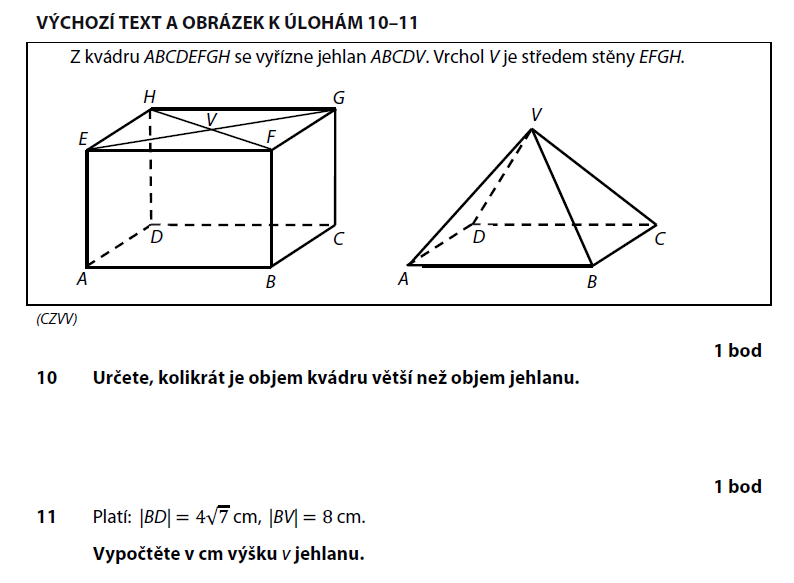 VÝCHOZÍ TEXT A OBRÁZEK K ÚLOHÁM 10–11
Z kvádru ABCDEFGH se vyřízne jehlan ABCDV. Vrchol V je středem stěny EFGH.
H G
V
E F
D C
A B
V
D C
A B
(CZVV)
1 bod
10 Určete, kolikrát je objem kvádru větší než objem jehlanu.
1 bod
11 Platí: |BD| = 4√7 cm, |BV| = 8 cm.
Vypočtěte v cm výšku v jehlanu.